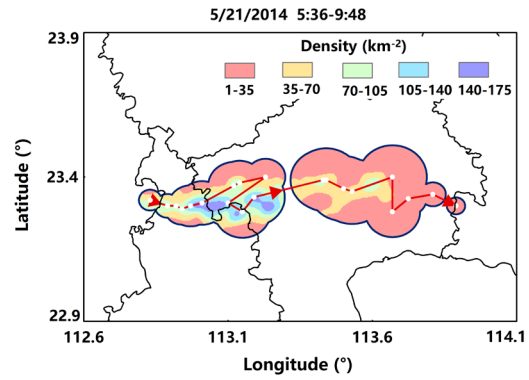 5/21/2014 5:36-9:48
23.9
Density (km-2)
1-35 35-70 70-105 105-140 140-175
23.4
Latitude (°)
22.9
112.6 113.1 113.6 114.1
Longitude (°)